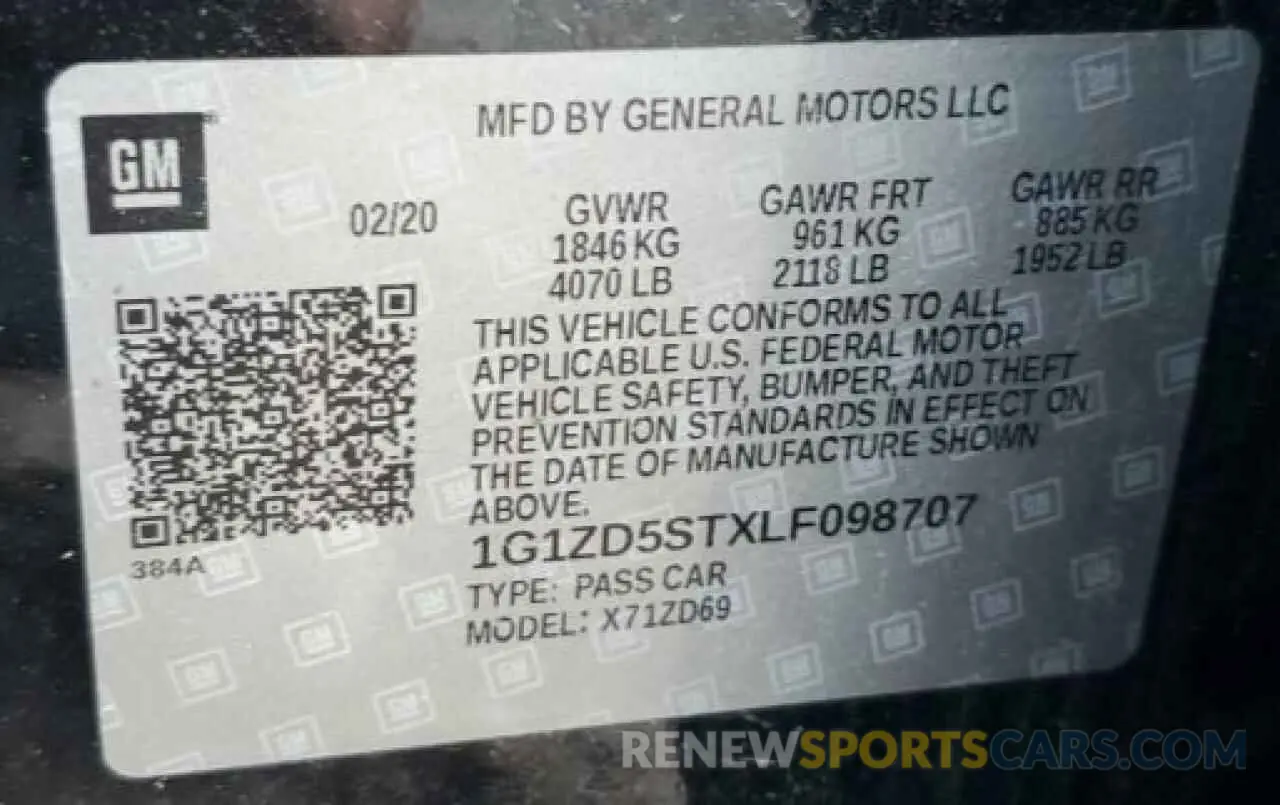 GM
MFD BY GENERAL MOTORS LLC
02/20
GVWR GAWR FRT GAWR RR
1846 KG 961 KG 885 KG
4070 LB 2118 LB 1952 LB
THIS VEHICLE CONFORMS TO ALL
APPLICABLE U.S. FEDERAL MOTOR
VEHICLE SAFETY, BUMPER, AND THEFT
PREVENTION STANDARDS IN EFFECT ON
THE DATE OF MANUFACTURE SHOWN
ABOVE.
1G1ZD5STXLF098707
384A
TYPE: PASS CAR
MODEL: X71ZD69
RENEWSPORTSCARS.COM